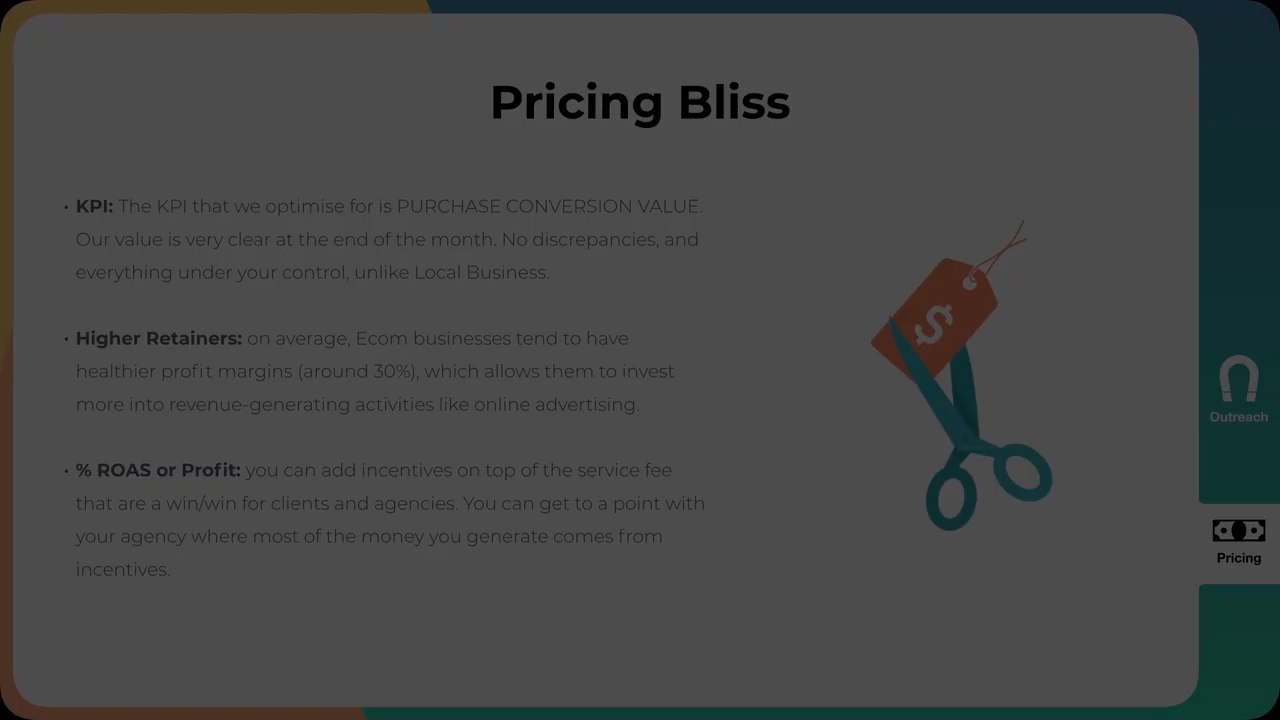 Pricing Bliss
• KPI: The KPI that we optimise for is PURCHASE CONVERSION VALUE.
Our value is very clear at the end of the month. No discrepancies, and
everything under your control, unlike Local Business.
• Higher Retainers: on average, Ecom businesses tend to have
healthier profit margins (around 30%), which allows them to invest
more into revenue-generating activities like online advertising.
• % ROAS or Profit: you can add incentives on top of the service fee
that are a win/win for clients and agencies. You can get to a point with
your agency where most of the money you generate comes from
incentives.
$
Outreach
Pricing